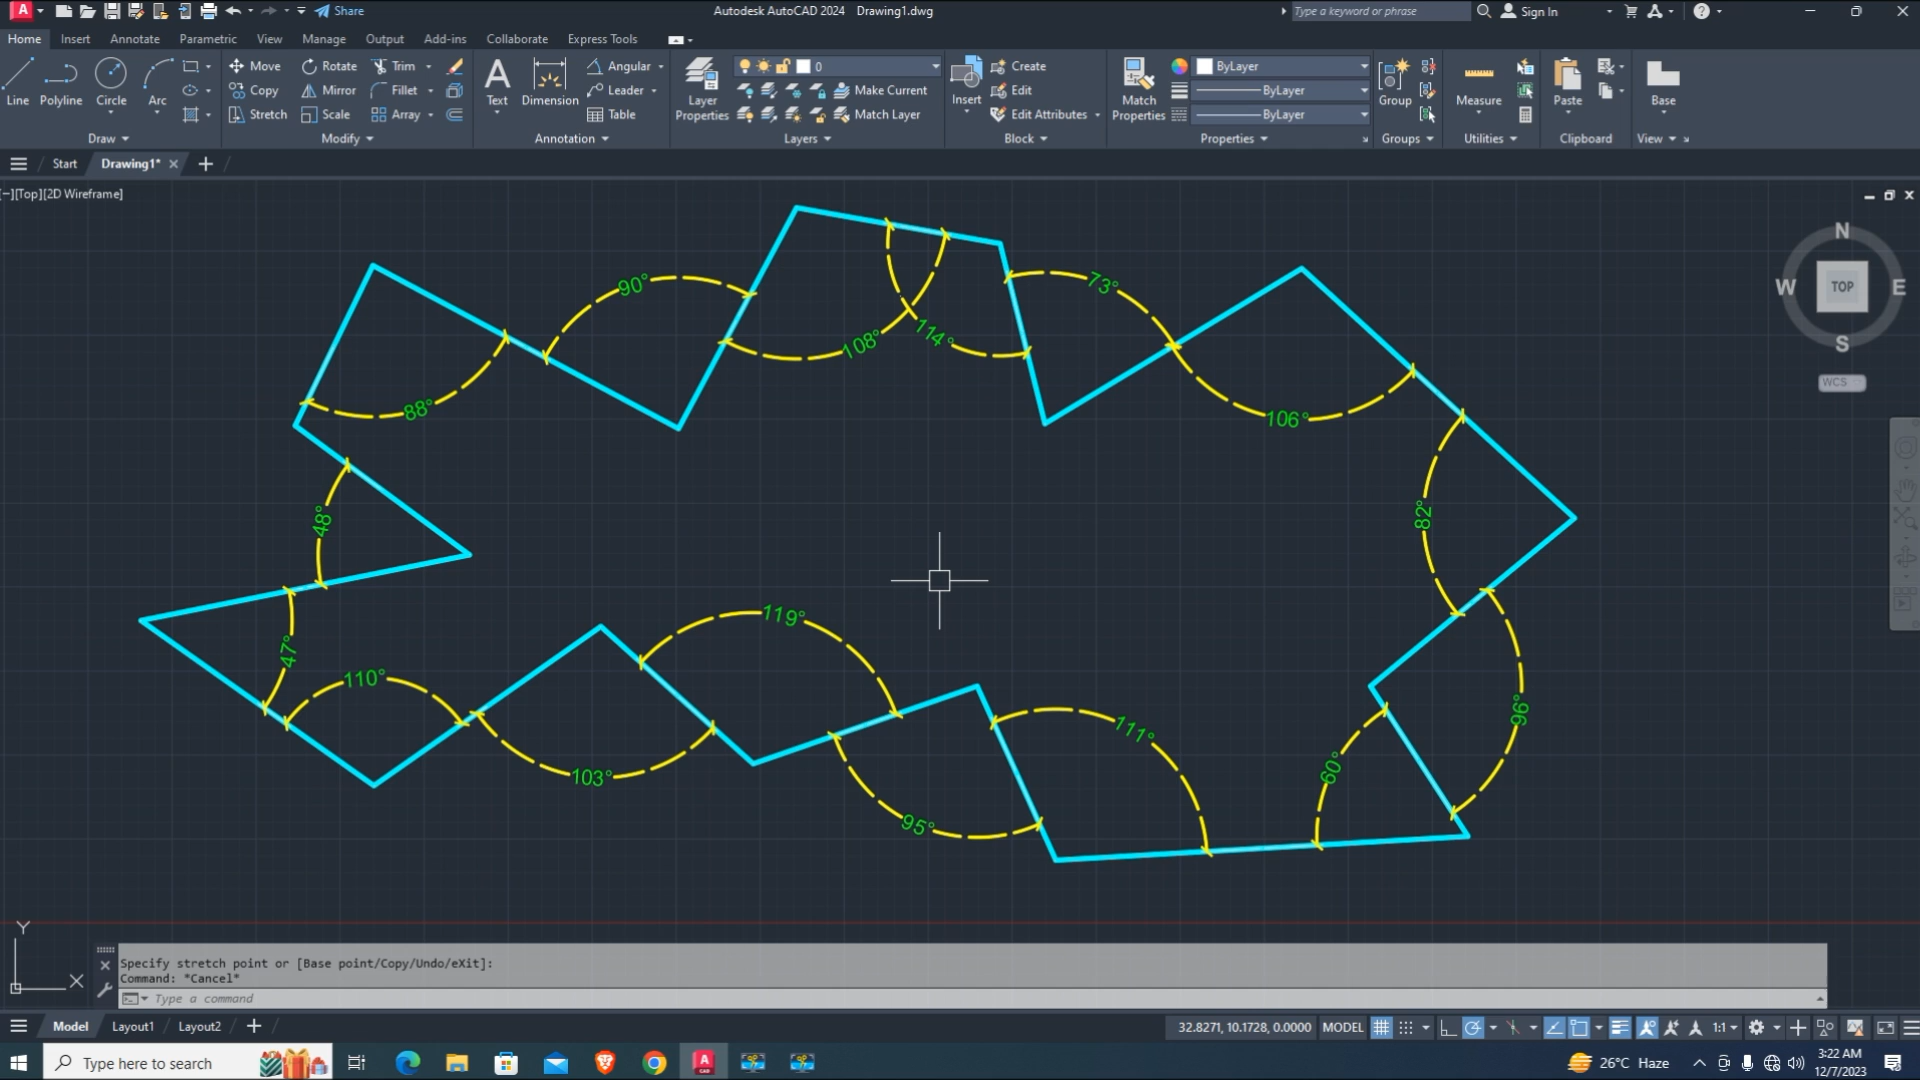 Share
Autodesk AutoCAD 2024 Drawing1.dwg
Type a keyword or phrase
Sign In
Home Insert Annotate Parametric View Manage Output Add-ins Collaborate Express Tools
Line Polyline Circle Arc
Draw
Move Rotate Trim
Copy Mirror Fillet
Stretch Scale Array
Modify
Text Dimension
Angular
Leader
Table
Annotation
Layer Properties
0
Make Current
Match Layer
Layers
Insert
Create
Edit
Edit Attributes
Block
Match Properties
ByLayer
ByLayer
ByLayer
Properties
Group
Groups
Measure
Utilities
Paste
Clipboard
Base
View
Start Drawing1* +
[−][Top][2D Wireframe]
N
W TOP E
S
WCS
90°
108°
114°
73°
88°
106°
48°
82°
119°
47°
110°
103°
95°
111°
60°
96°
Y
X
Specify stretch point or [Base point/Copy/Undo/eXit]:
Command: *Cancel*
Type a command
Model Layout1 Layout2 +
32.8271, 10.1728, 0.0000 MODEL
1:1
Type here to search
26°C Haze
3:22 AM
12/7/2023